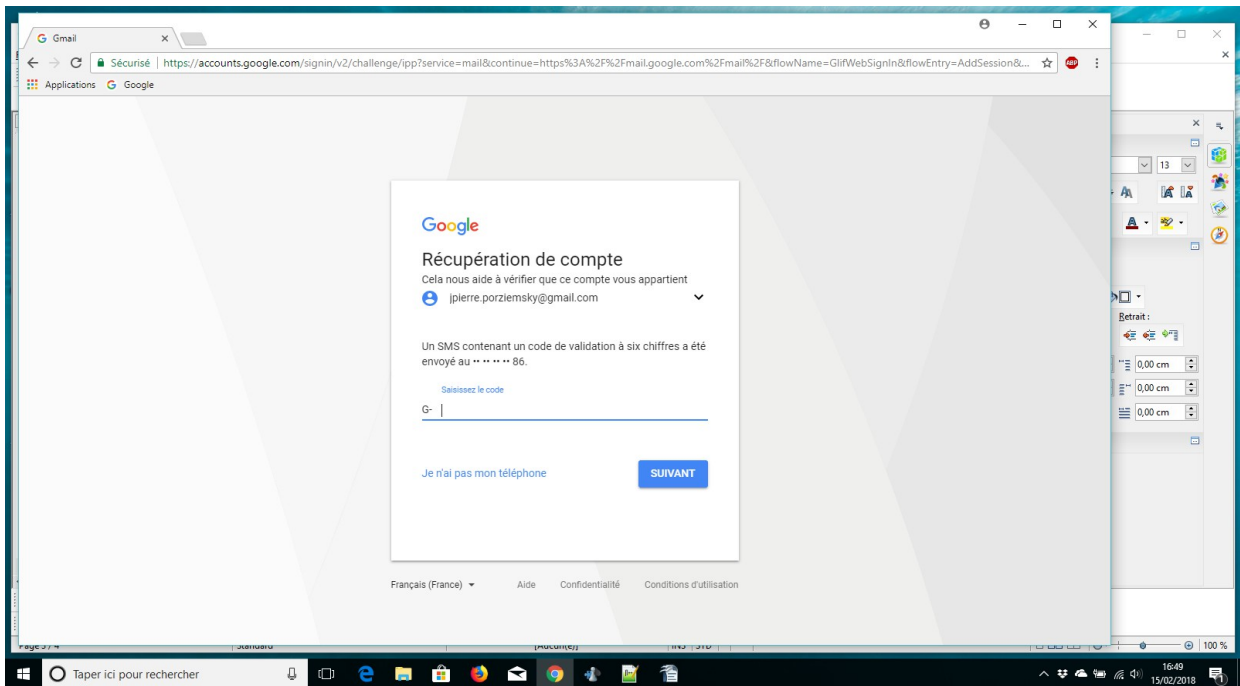 Gmail
Sécurisé | https://accounts.google.com/signin/v2/challenge/ipp?service=mail&continue=https%3A%2F%2Fmail.google.com%2Fmail%2F&flowName=GlifWebSignIn&flowEntry=AddSession&...
ABP
Applications Google
13
Google
Récupération de compte
Cela nous aide à vérifier que ce compte vous appartient
jpierre.porziemsky@gmail.com
Retrait :
Un SMS contenant un code de validation à six chiffres a été
envoyé au •• •• •• •• 86.
0,00 cm
Saisissez le code
0,00 cm
G-
0,00 cm
Je n'ai pas mon téléphone SUIVANT
Français (France) Aide Confidentialité Conditions d'utilisation
100 %
Taper ici pour rechercher
16:49
15/02/2018